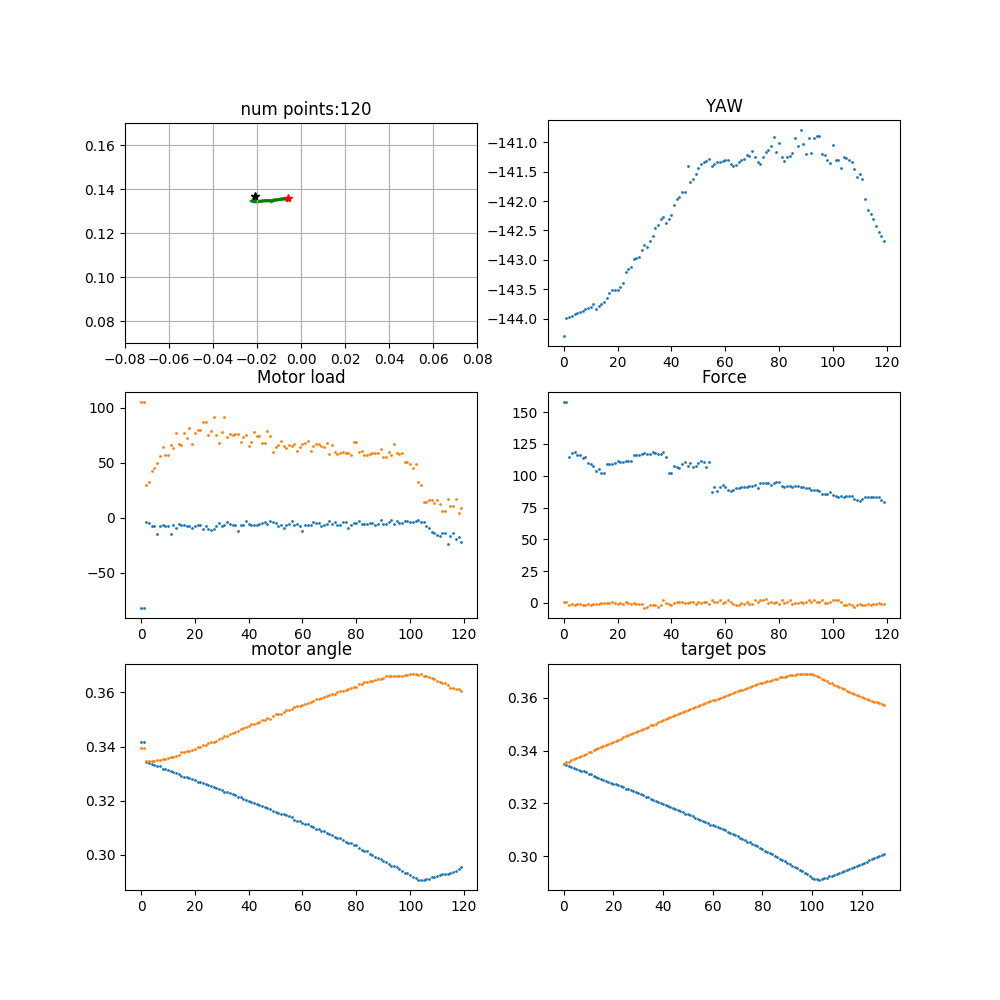 num points:120
YAW
0.16
0.14
0.12
0.10
0.08
−0.08 −0.06 −0.04 −0.02 0.00 0.02 0.04 0.06 0.08
−141.0
−141.5
−142.0
−142.5
−143.0
−143.5
−144.0
0 20 40 60 80 100 120
Motor load
Force
100
50
0
−50
0 20 40 60 80 100 120
150
125
100
75
50
25
0
0 20 40 60 80 100 120
motor angle
target pos
0.36
0.34
0.32
0.30
0 20 40 60 80 100 120
0.36
0.34
0.32
0.30
0 20 40 60 80 100 120